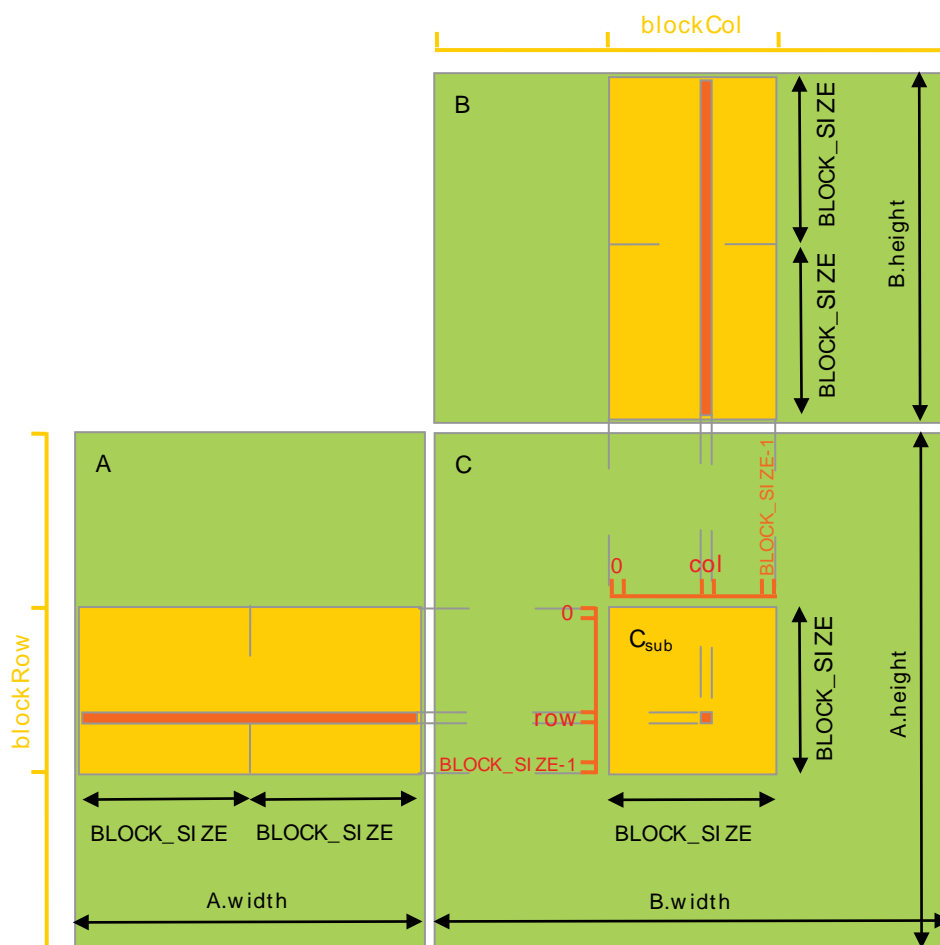 blockCol
B
BLOCK_SIZE
BLOCK_SIZE
B.height
A
C
BLOCK_SIZE-1
0
col
0
Csub
BLOCK_SIZE
A.height
blockRow
row
BLOCK_SIZE-1
BLOCK_SIZE
BLOCK_SIZE
BLOCK_SIZE
A.width
B.width